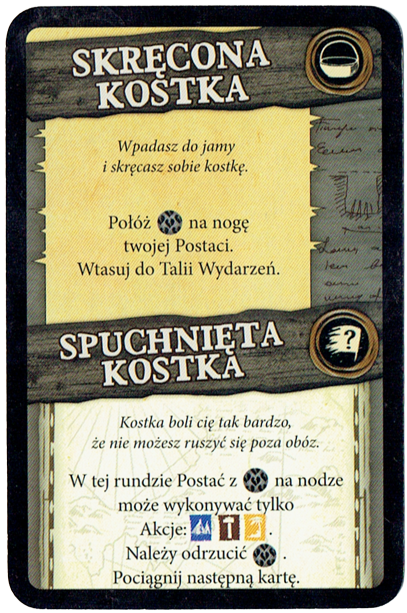 SKRĘCONA
KOSTKA
Wpadasz do jamy
i skręcasz sobie kostkę.
Połóż na nogę
twojej Postaci.
Wtasuj do Talii Wydarzeń.
SPUCHNIĘTA
KOSTKA
?
Kostka boli cię tak bardzo,
że nie możesz ruszyć się poza obóz.
W tej rundzie Postać z na nodze
może wykonywać tylko
Akcje: .
Należy odrzucić .
Pociągnij następną kartę.